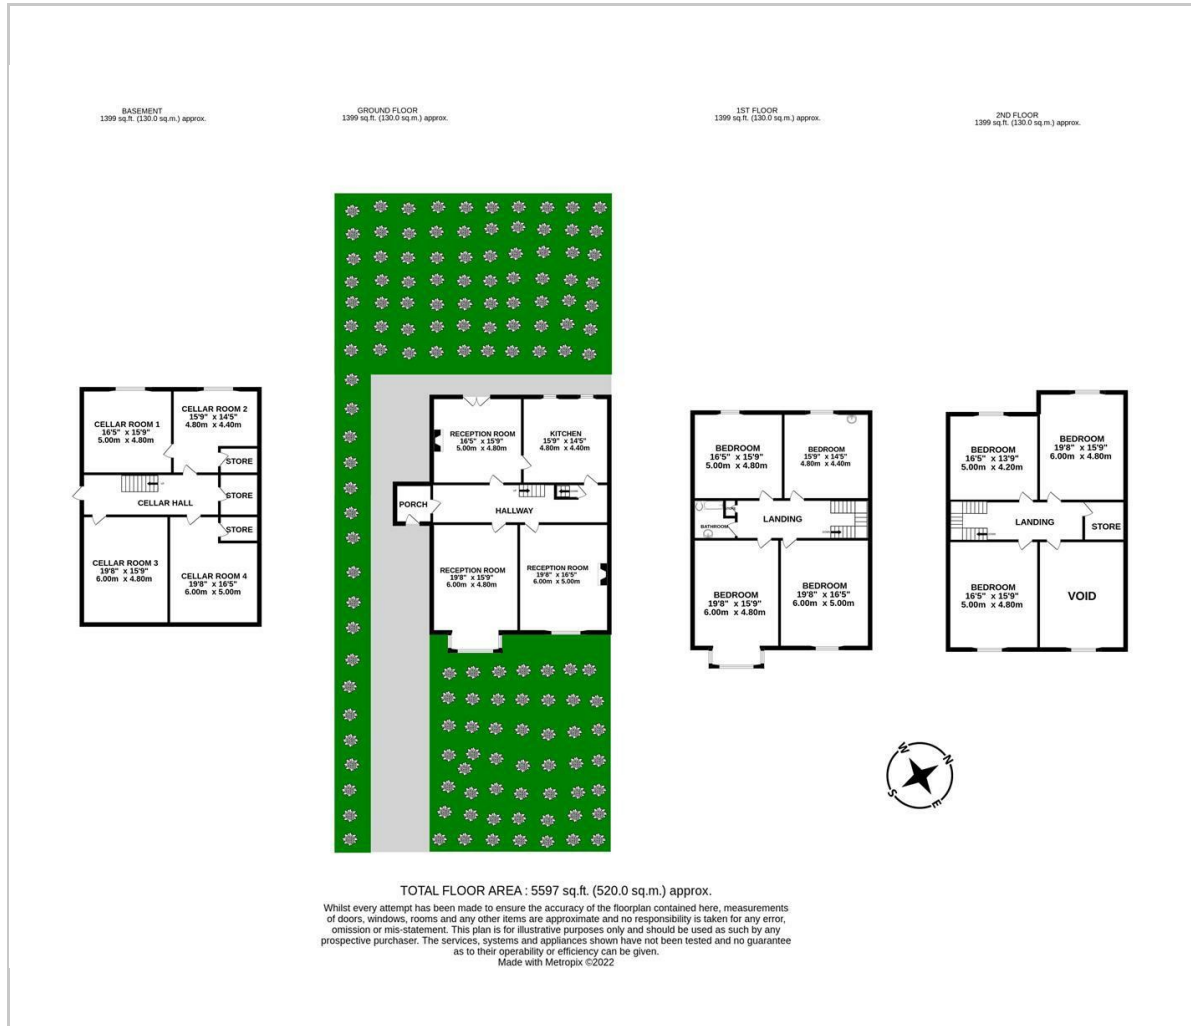 BASEMENT
1399 sq.ft. (130.0 sq.m.) approx.
GROUND FLOOR
1399 sq.ft. (130.0 sq.m.) approx.
1ST FLOOR
1399 sq.ft. (130.0 sq.m.) approx.
2ND FLOOR
1399 sq.ft. (130.0 sq.m.) approx.
CELLAR ROOM 1
16'5" x 15'9"
5.00m x 4.80m
CELLAR ROOM 2
15'9" x 14'5"
4.80m x 4.40m
STORE
STORE
CELLAR HALL
STORE
CELLAR ROOM 3
19'8" x 15'9"
6.00m x 4.80m
CELLAR ROOM 4
19'8" x 16'5"
6.00m x 5.00m
RECEPTION ROOM
16'5" x 15'9"
5.00m x 4.80m
KITCHEN
15'9" x 14'5"
4.80m x 4.40m
PORCH
HALLWAY
RECEPTION ROOM
19'8" x 15'9"
6.00m x 4.80m
RECEPTION ROOM
19'8" x 16'5"
6.00m x 5.00m
BEDROOM
16'5" x 15'9"
5.00m x 4.80m
BEDROOM
15'9" x 14'5"
4.80m x 4.40m
BATHROOM
LANDING
BEDROOM
19'8" x 15'9"
6.00m x 4.80m
BEDROOM
19'8" x 16'5"
6.00m x 5.00m
BEDROOM
16'5" x 13'9"
5.00m x 4.20m
BEDROOM
19'8" x 15'9"
6.00m x 4.80m
LANDING
STORE
BEDROOM
16'5" x 15'9"
5.00m x 4.80m
VOID
W
N
S
E
TOTAL FLOOR AREA : 5597 sq.ft. (520.0 sq.m.) approx.
Whilst every attempt has been made to ensure the accuracy of the floorplan contained here, measurements
of doors, windows, rooms and any other items are approximate and no responsibility is taken for any error,
omission or mis-statement. This plan is for illustrative purposes only and should be used as such by any
prospective purchaser. The services, systems and appliances shown have not been tested and no guarantee
as to their operability or efficiency can be given.
Made with Metropix ©2022